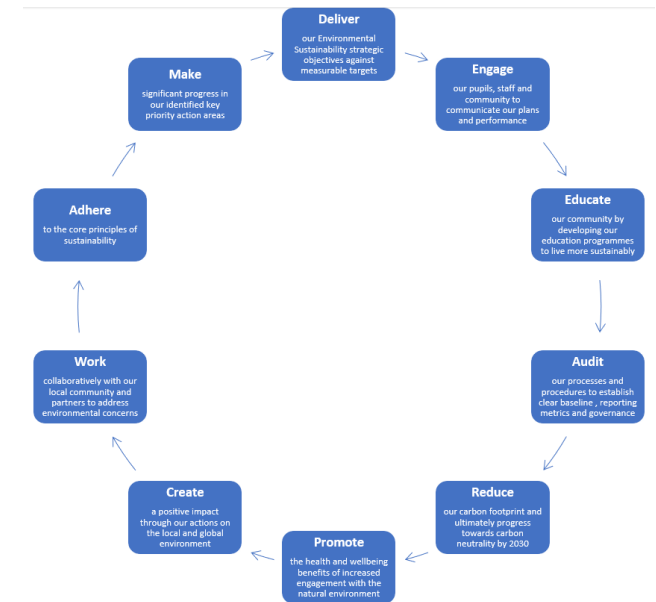 Deliver
our Environmental
Sustainability strategic
objectives against
measurable targets
Engage
our pupils, staff and
community to
communicate our plans
and performance
Educate
our community by
developing our
education programmes
to live more sustainably
Audit
our processes and
procedures to establish
clear baseline , reporting
metrics and governance
Reduce
our carbon footprint and
ultimately progress
towards carbon
neutrality by 2030
Promote
the health and wellbeing
benefits of increased
engagement with the
natural environment
Create
a positive impact
through our actions on
the local and global
environment
Work
collaboratively with our
local community and
partners to address
environmental concerns
Adhere
to the core principles of
sustainability
Make
significant progress in
our identified key
priority action areas